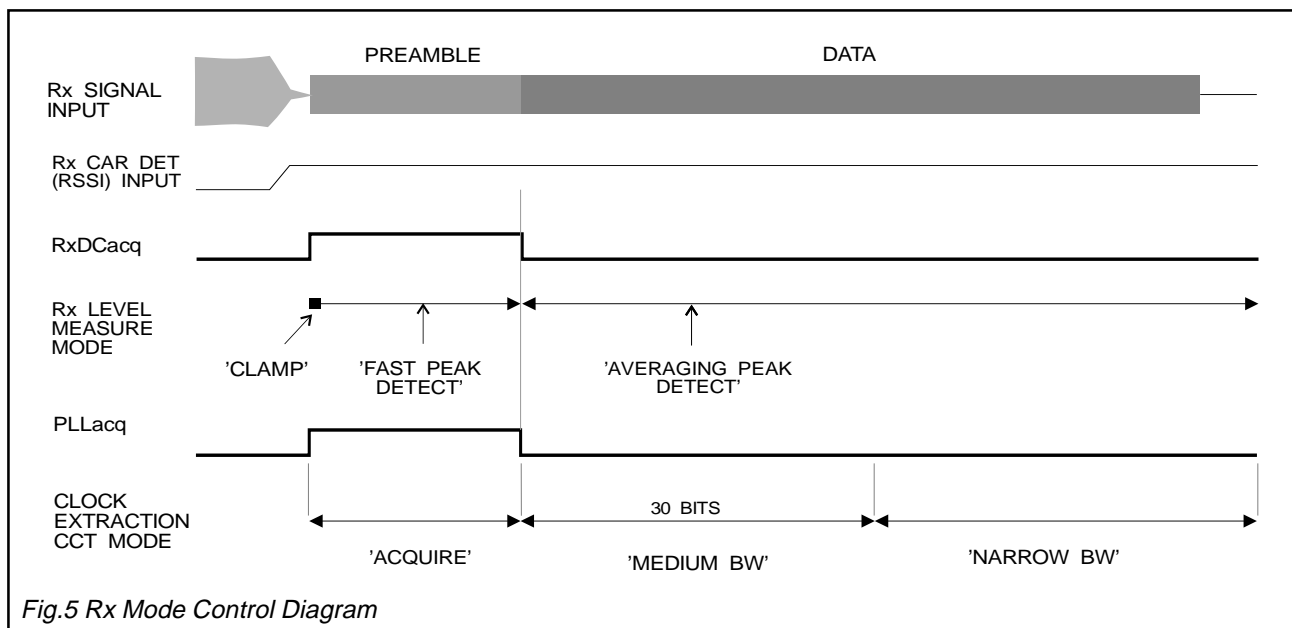 PREAMBLE DATA
Rx SIGNAL
INPUT
Rx CAR DET
(RSSI) INPUT
RxDCacq
Rx LEVEL
MEASURE
MODE
'CLAMP'
'FAST PEAK
DETECT'
'AVERAGING PEAK
DETECT'
PLLacq
CLOCK
EXTRACTION
CCT MODE
30 BITS
'ACQUIRE'
'MEDIUM BW'
'NARROW BW'
Fig.5 Rx Mode Control Diagram